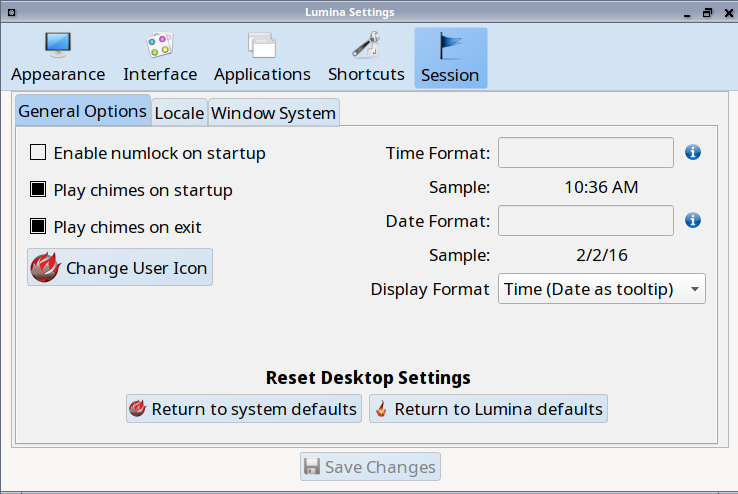 Lumina Settings
Appearance Interface Applications Shortcuts Session
General Options Locale Window System
Enable numlock on startup
Play chimes on startup
Play chimes on exit
Change User Icon
Time Format:
Sample: 10:36 AM
Date Format:
Sample: 2/2/16
Display Format Time (Date as tooltip)
Reset Desktop Settings
Return to system defaults Return to Lumina defaults
Save Changes